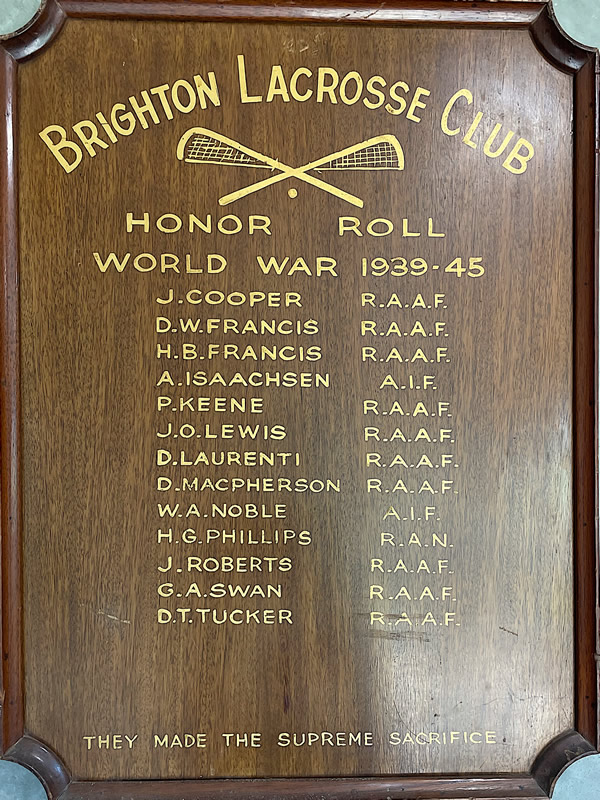 BRIGHTON LACROSSE CLUB
HONOR ROLL
WORLD WAR 1939-45
J.COOPER R.A.A.F.
D.W.FRANCIS R.A.A.F.
H.B.FRANCIS R.A.A.F.
A.ISAACHSEN A.I.F.
P.KEENE R.A.A.F.
J.O.LEWIS R.A.A.F.
D.LAURENTI R.A.A.F.
D.MACPHERSON R.A.A.F.
W.A.NOBLE A.I.F.
H.G.PHILLIPS R.A.N.
J.ROBERTS R.A.A.F.
G.A.SWAN R.A.A.F.
D.T.TUCKER R.A.A.F.
THEY MADE THE SUPREME SACRIFICE